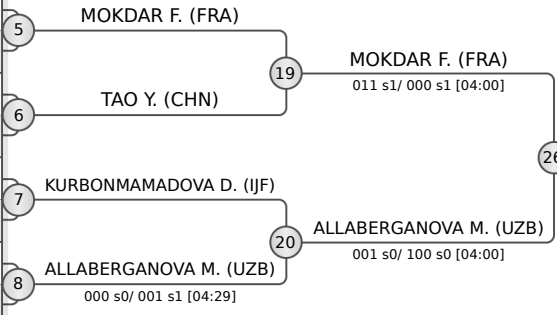 MOKDAR F. (FRA)
5
19
MOKDAR F. (FRA)
011 s1/ 000 s1 [04:00]
TAO Y. (CHN)
6
26
KURBONMAMADOVA D. (IJF)
7
20
ALLABERGANOVA M. (UZB)
001 s0/ 100 s0 [04:00]
ALLABERGANOVA M. (UZB)
8
000 s0/ 001 s1 [04:29]